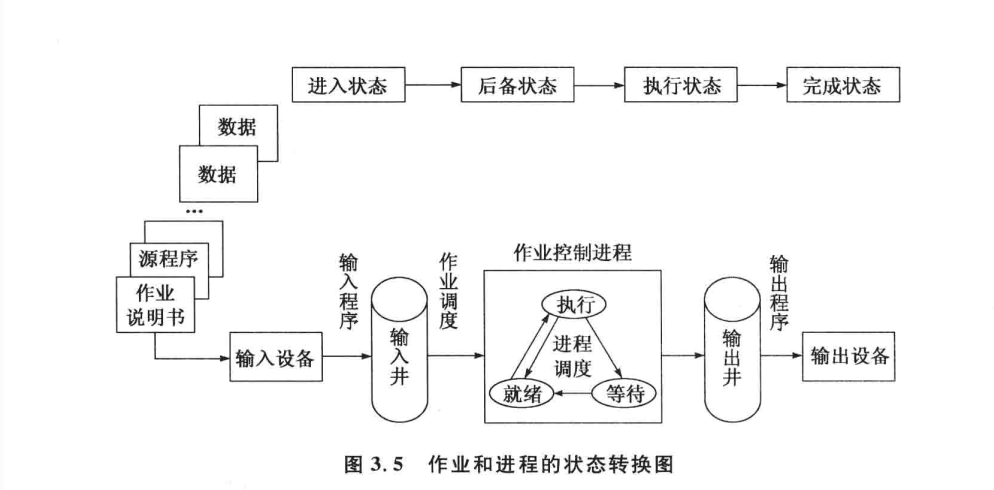 进入状态
后备状态
执行状态
完成状态
数据
数据
...
源程序
作业
说明书
输入设备
输入程序
输入井
作业调度
作业控制进程
执行
进程
调度
就绪
等待
输出井
输出程序
输出设备
图 3.5 作业和进程的状态转换图